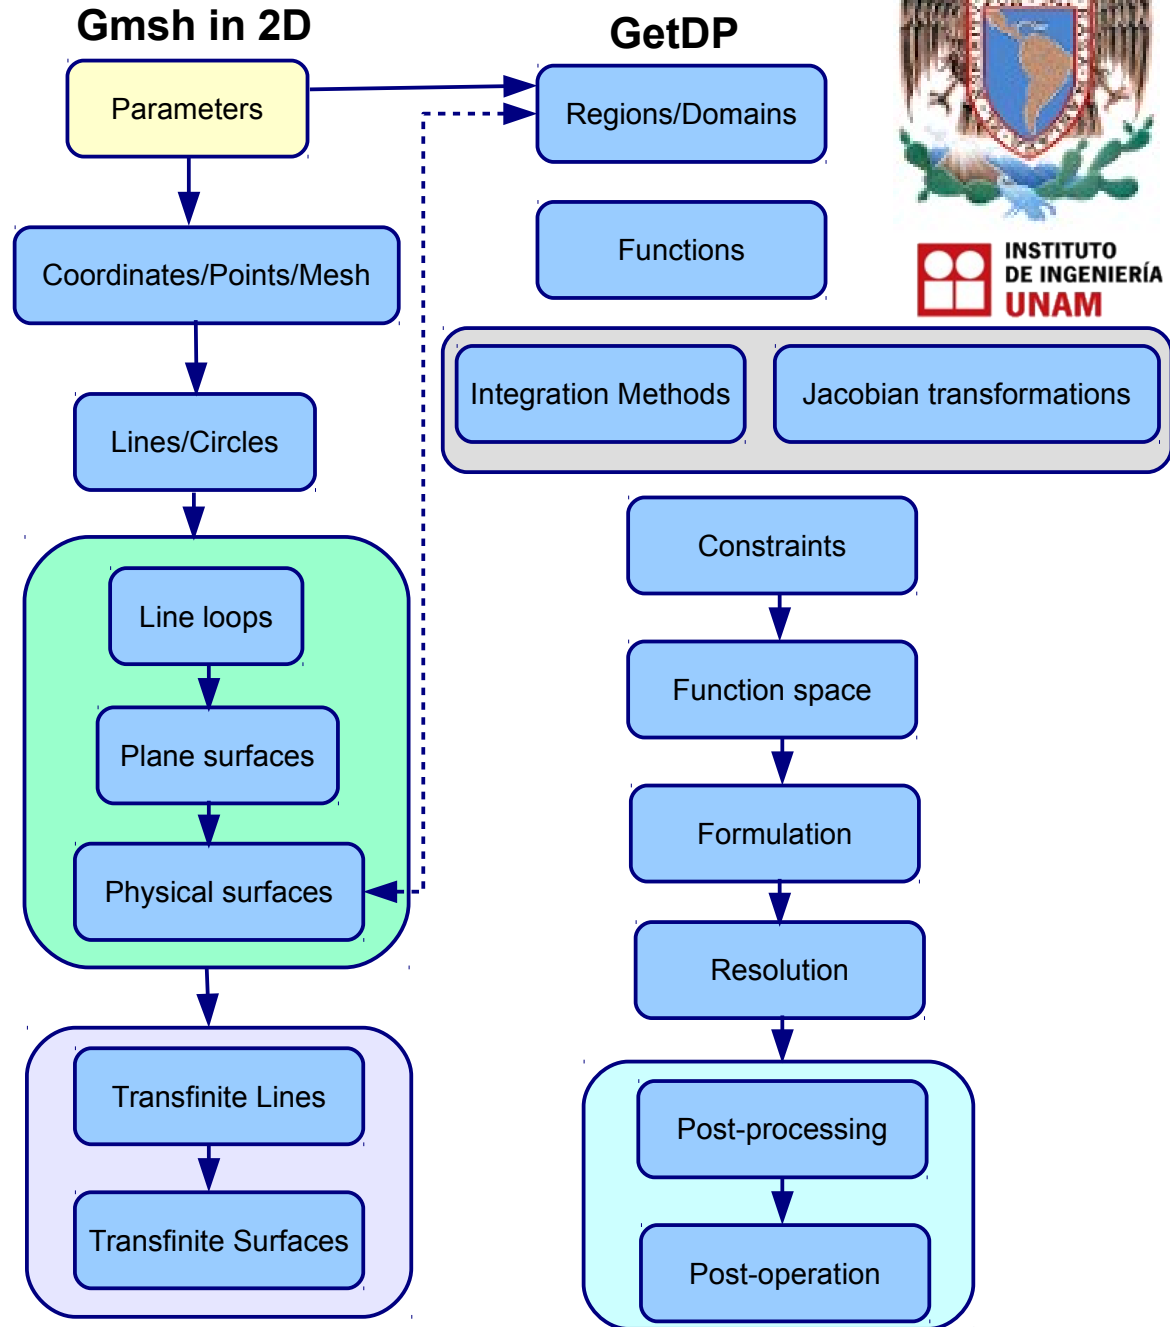 Gmsh in 2D
Parameters
Coordinates/Points/Mesh
Lines/Circles
Line loops
Plane surfaces
Physical surfaces
Transfinite Lines
Transfinite Surfaces
GetDP
Regions/Domains
Functions
Integration Methods
Jacobian transformations
Constraints
Function space
Formulation
Resolution
Post-processing
Post-operation
INSTITUTO
DE INGENIERÍA
UNAM